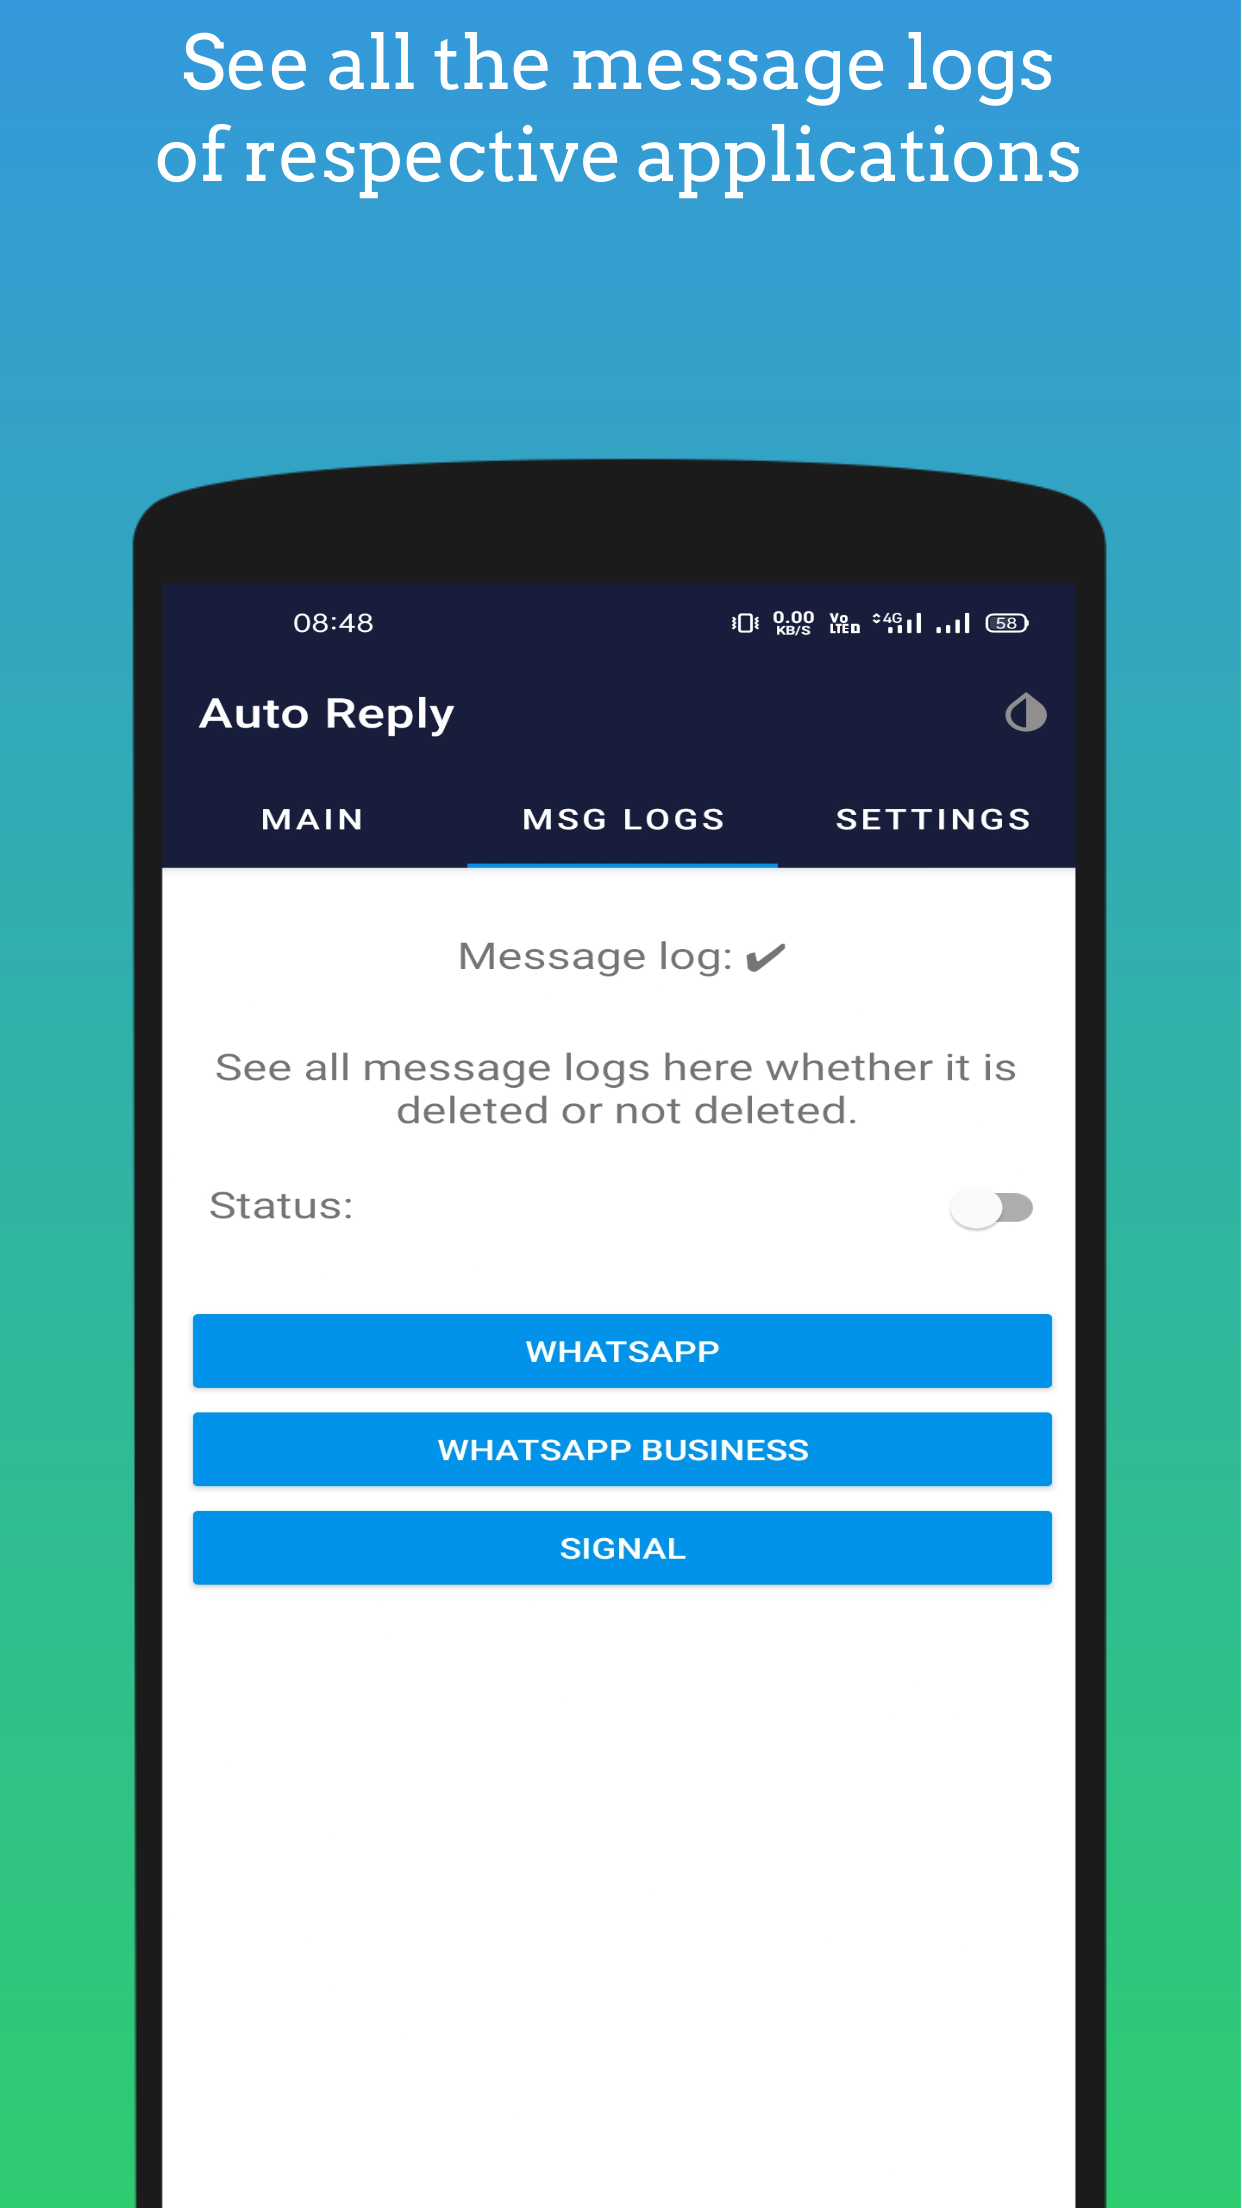 See all the message logs
of respective applications
08:48
0.00
KB/S
Vo
LTE
4G
58
Auto Reply
MAIN
MSG LOGS
SETTINGS
Message log: ✔
See all message logs here whether it is
deleted or not deleted.
Status:
WHATSAPP
WHATSAPP BUSINESS
SIGNAL